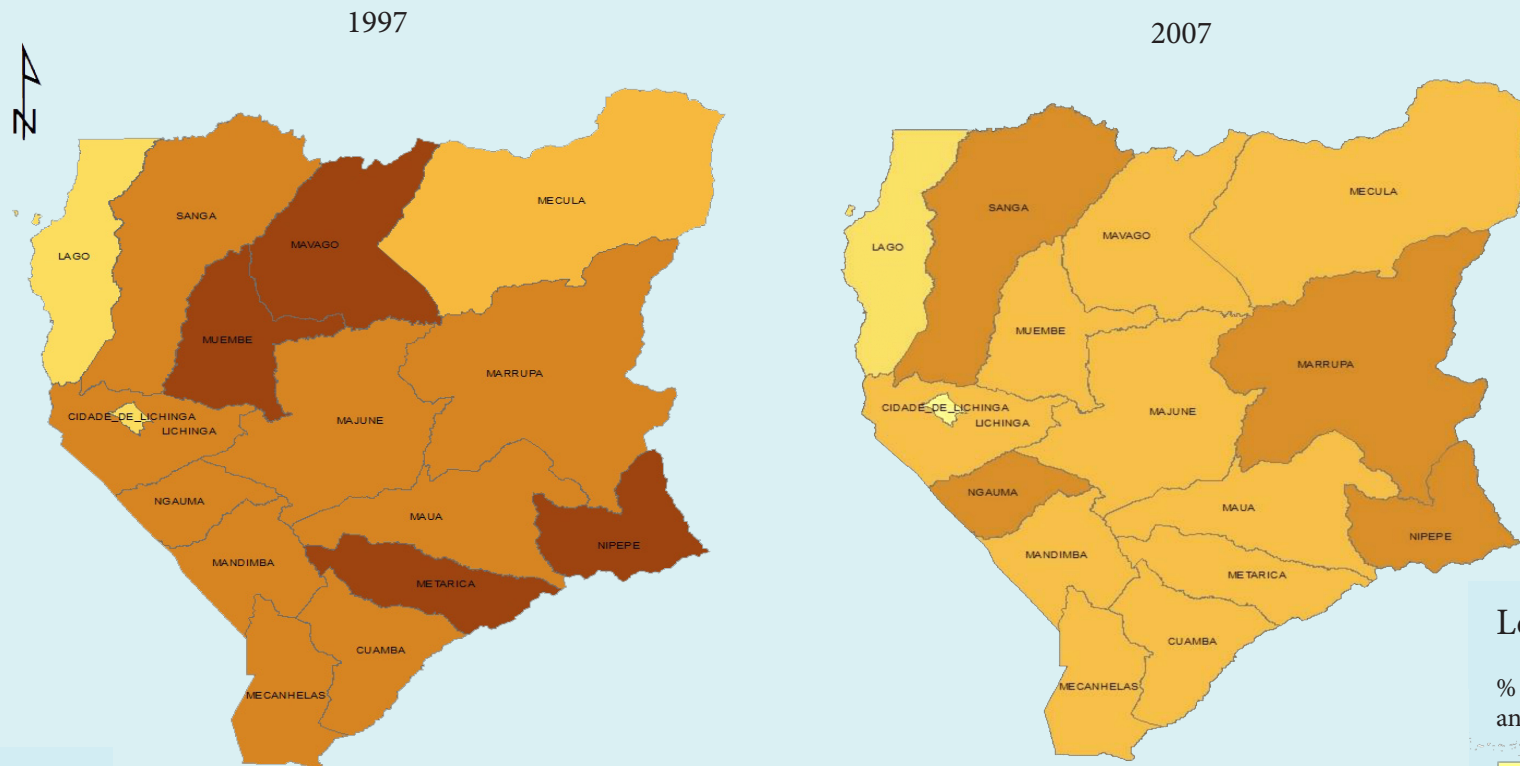 1997
2007
N
SANGA
MECULA
MAVAGO
LAGO
MUEMBE
MARRUPA
CIDADE_DE_LICHINGA
LICHINGA
MAJUNE
NGAUMA
MAUA
NIPEPE
MANDIMBA
METARICA
CUAMBA
MECANHELAS
MECULA
SANGA
MAVAGO
LAGO
MUEMBE
MARRUPA
CIDADE_DE_LICHINGA
LICHINGA
MAJUNE
NGAUMA
MAUA
NIPEPE
MANDIMBA
METARICA
CUAMBA
MECANHELAS
%
an